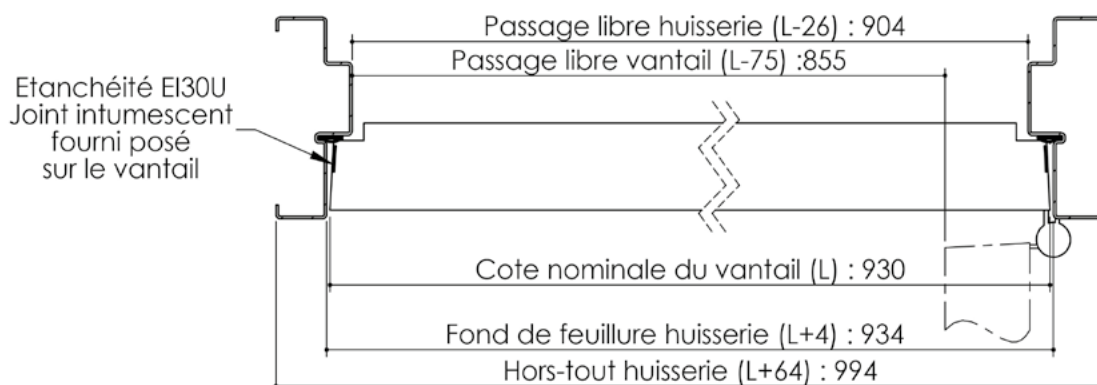 Passage libre huisserie (L-26) : 904
Passage libre vantail (L-75) :855
Etanchéité EI30U
Joint intumescent
fourni posé
sur le vantail
Cote nominale du vantail (L) : 930
Fond de feuillure huisserie (L+4) : 934
Hors-tout huisserie (L+64) : 994